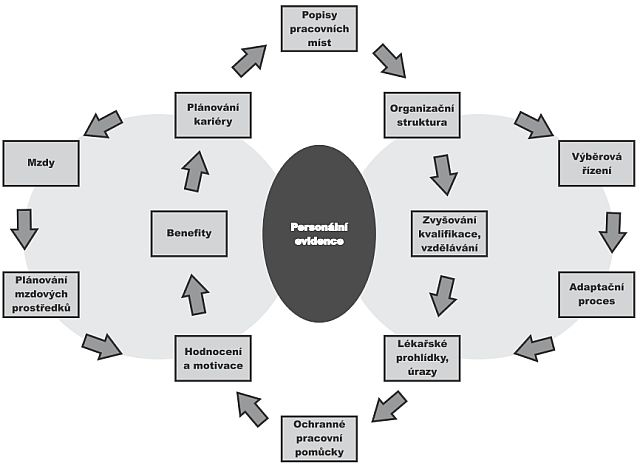 Popisy
pracovních
míst
Plánování
kariéry
Organizační
struktura
Mzdy
Výběrová
řízení
Benefity
Personální
evidence
Zvyšování
kvalifikace,
vzdělávání
Plánování
mzdových
prostředků
Adaptační
proces
Hodnocení
a motivace
Lékařské
prohlídky,
úrazy
Ochranné
pracovní
pomůcky